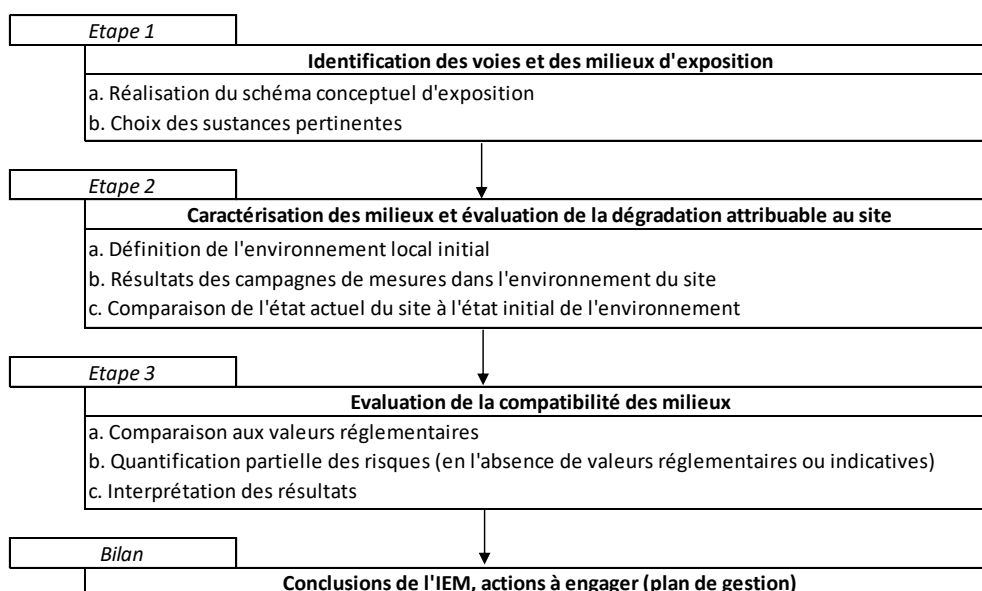 Etape 1
Identification des voies et des milieux d'exposition
a. Réalisation du schéma conceptuel d'exposition
b. Choix des sustances pertinentes
Etape 2
Caractérisation des milieux et évaluation de la dégradation attribuable au site
a. Définition de l'environnement local initial
b. Résultats des campagnes de mesures dans l'environnement du site
c. Comparaison de l'état actuel du site à l'état initial de l'environnement
Etape 3
Evaluation de la compatibilité des milieux
a. Comparaison aux valeurs réglementaires
b. Quantification partielle des risques (en l'absence de valeurs réglementaires ou indicatives)
c. Interprétation des résultats
Bilan
Conclusions de l'IEM, actions à engager (plan de gestion)